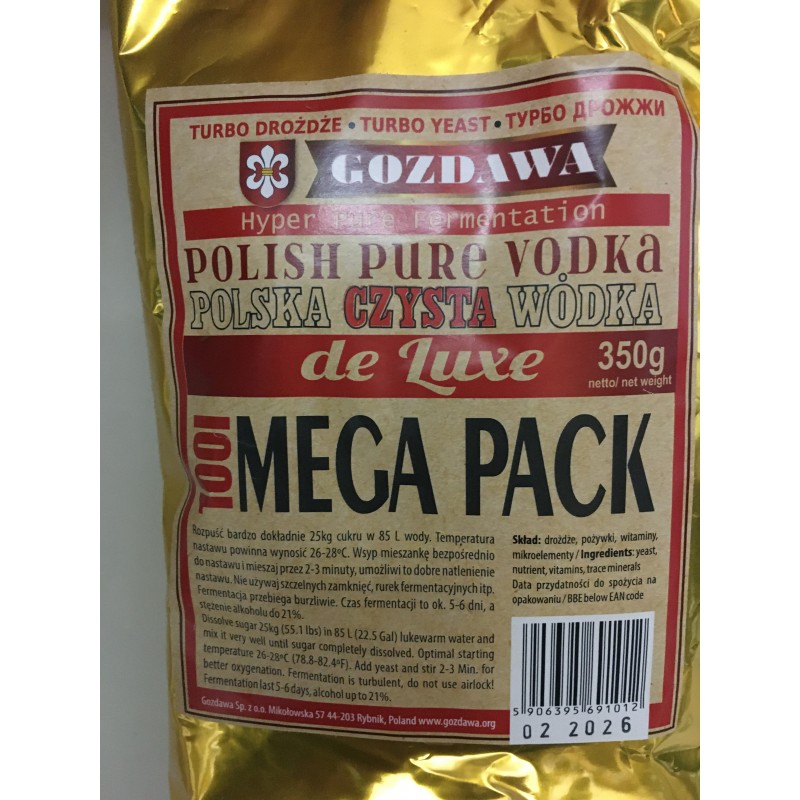 TURBO DROŻDŻE • TURBO YEAST • ТУРБО ДРОЖЖИ
GOZDAWA
Hyper Pure Fermentation
POLISH PURE VODKA
POLSKA CZYSTA WÓDKA
de Luxe
350g
netto/ net weight
100l
MEGA PACK
Rozpuść bardzo dokładnie 25kg cukru w 85 L wody. Temperatura
nastawu powinna wynosić 26-28ºC. Wsyp mieszankę bezpośrednio
do nastawu i mieszaj przez 2-3 minuty, umożliwi to dobre natlenienie
nastawu. Nie używaj szczelnych zamknięć, rurek fermentacyjnych itp.
Fermentacja przebiega burzliwie. Czas fermentacji to ok. 5-6 dni, a
stężenie alkoholu do 21%.
Dissolve sugar 25kg (55.1 lbs) in 85 L (22.5 Gal) lukewarm water and
mix it very well until sugar completely dissolved. Optimal starting
temperature 26-28ºC (78.8-82.4ºF). Add yeast and stir 2-3 Min. for
better oxygenation. Fermentation is turbulent, do not use airlock!
Fermentation last 5-6 days, alcohol up to 21%.
Gozdawa Sp. z o.o. Mikołowska 57 44-203 Rybnik, Poland www.gozdawa.org
Skład: drożdże, pożywki, witaminy,
mikroelementy / Ingredients: yeast,
nutrient, vitamins, trace minerals
Data przydatności do spożycia na
opakowaniu / BBE below EAN code
5 906395 691012
02 2026